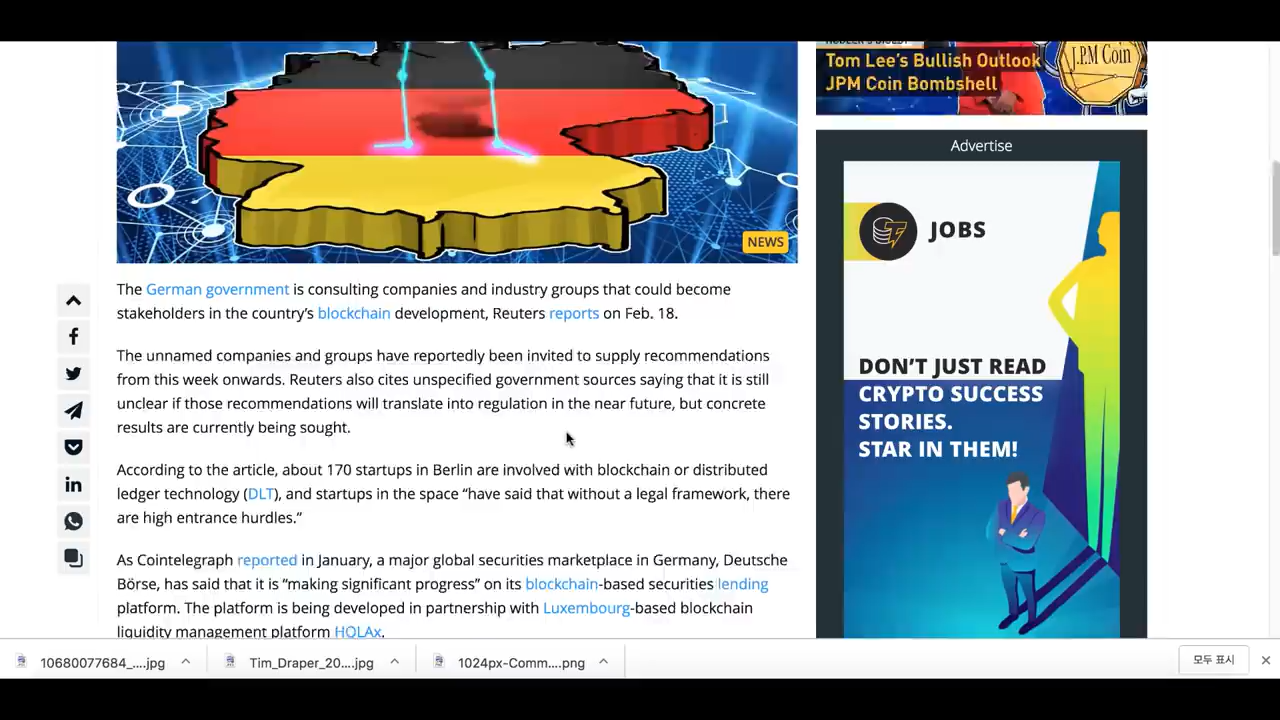 Tom Lee's Bullish Outlook
JPM Coin Bombshell
J.P.M Coin
Advertise
JOBS
DON'T JUST READ
CRYPTO SUCCESS
STORIES.
STAR IN THEM!
NEWS
The German government is consulting companies and industry groups that could become
stakeholders in the country's blockchain development, Reuters reports on Feb. 18.
The unnamed companies and groups have reportedly been invited to supply recommendations
from this week onwards. Reuters also cites unspecified government sources saying that it is still
unclear if those recommendations will translate into regulation in the near future, but concrete
results are currently being sought.
According to the article, about 170 startups in Berlin are involved with blockchain or distributed
ledger technology (DLT), and startups in the space “have said that without a legal framework, there
are high entrance hurdles.”
As Cointelegraph reported in January, a major global securities marketplace in Germany, Deutsche
Börse, has said that it is “making significant progress” on its blockchain-based securities lending
platform. The platform is being developed in partnership with Luxembourg-based blockchain
liquidity management platform HQLAx.
10680077684_....jpg
Tim_Draper_20....jpg
1024px-Comm....png
모두 표시